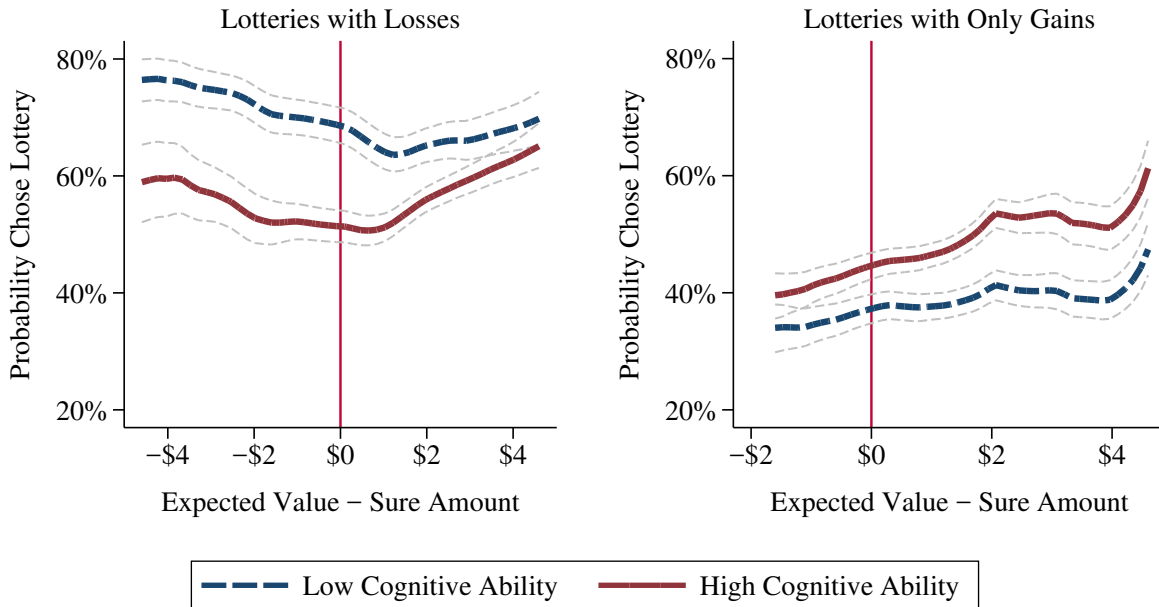 Lotteries with Losses
Probability Chose Lottery
80%
60%
40%
20%
−$4 −$2 $0 $2 $4
Expected Value − Sure Amount
Lotteries with Only Gains
Probability Chose Lottery
80%
60%
40%
20%
−$2 $0 $2 $4
Expected Value − Sure Amount
Low Cognitive Ability High Cognitive Ability